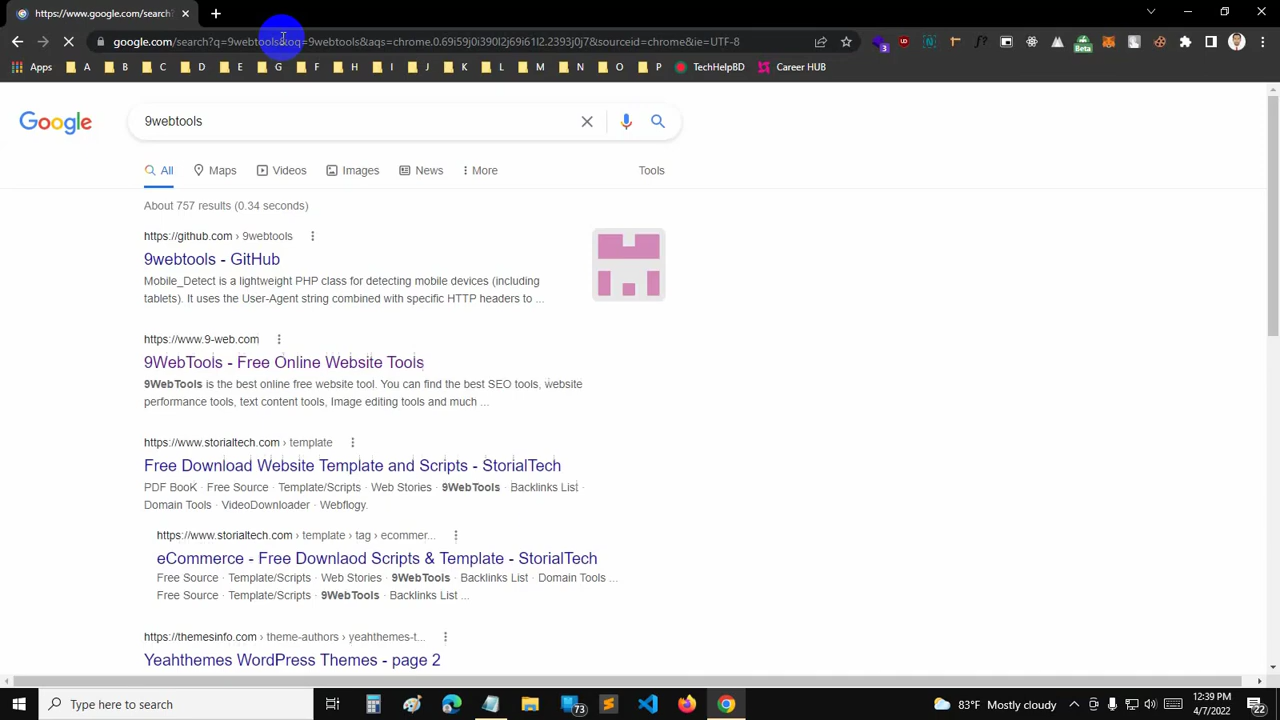 https://www.google.com/search?
google.com/search?q=9webtools&oq=9webtools&aqs=chrome.0.69i59j0i390l2j69i61l2.2393j0j7&sourceid=chrome&ie=UTF-8
3
Beta
Apps A B C D E G F H I J K L M N O P TechHelpBD Career HUB
Google
9webtools
All Maps Videos Images News More Tools
About 757 results (0.34 seconds)
https://github.com › 9webtools
9webtools - GitHub
Mobile_Detect is a lightweight PHP class for detecting mobile devices (including
tablets). It uses the User-Agent string combined with specific HTTP headers to ...
https://www.9-web.com
9WebTools - Free Online Website Tools
9WebTools is the best online free website tool. You can find the best SEO tools, website
performance tools, text content tools, Image editing tools and much ...
https://www.storialtech.com › template
Free Download Website Template and Scripts - StorialTech
PDF BooK · Free Source · Template/Scripts · Web Stories · 9WebTools · Backlinks List ·
Domain Tools · VideoDownloader · Webflogy.
https://www.storialtech.com › template › tag › ecommer...
eCommerce - Free Downlaod Scripts & Template - StorialTech
Free Source · Template/Scripts · Web Stories · 9WebTools · Backlinks List · Domain Tools ...
Free Source · Template/Scripts · 9WebTools · Backlinks List ...
https://themesinfo.com › theme-authors › yeahthemes-t...
Yeahthemes WordPress Themes - page 2
Type here to search
73
83°F Mostly cloudy
12:39 PM
4/7/2022
22